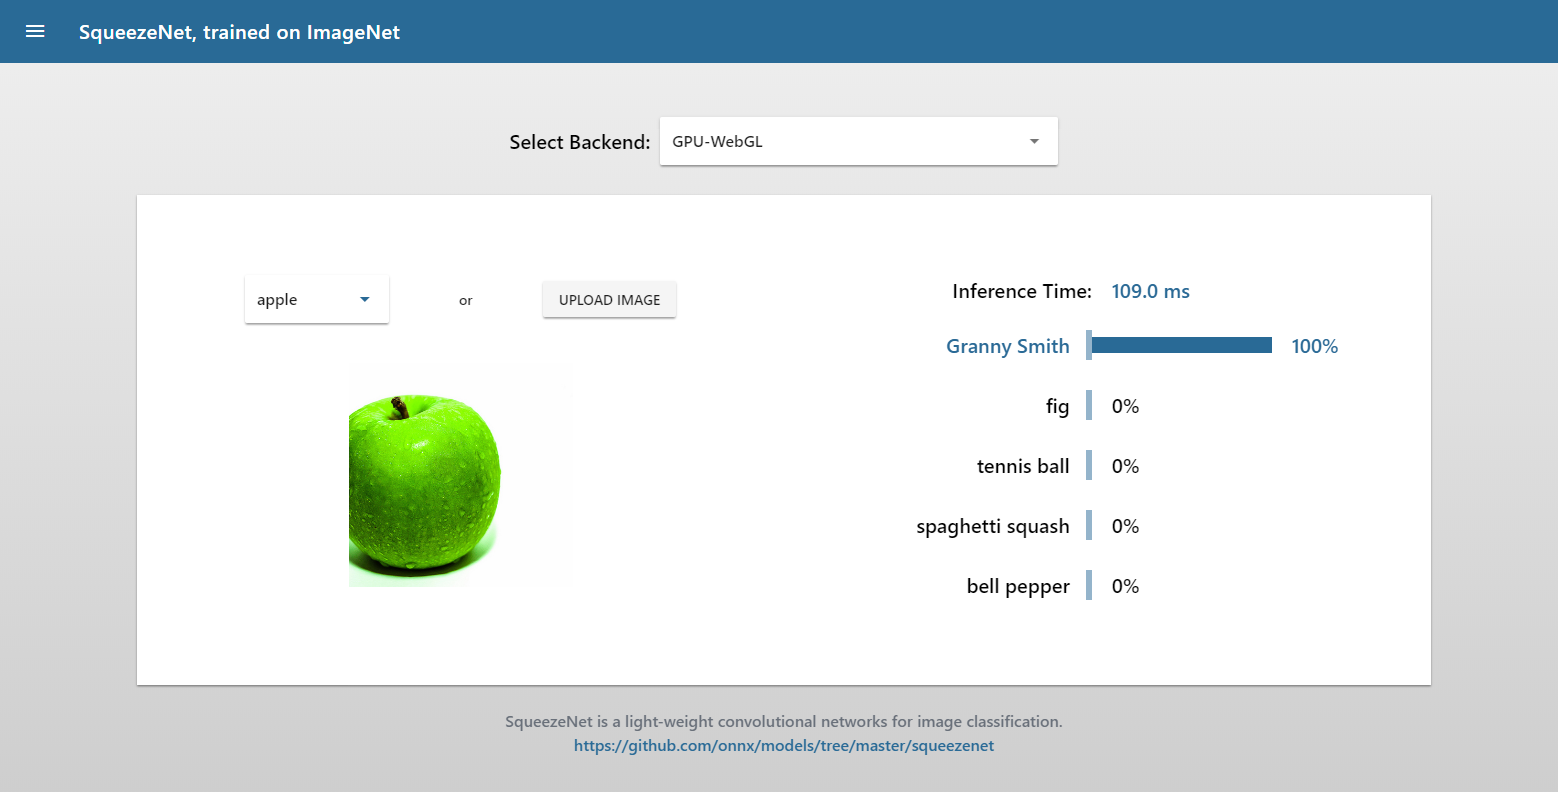 SqueezeNet, trained on ImageNet
Select Backend: GPU-WebGL
apple or UPLOAD IMAGE
Inference Time: 109.0 ms
Granny Smith 100%
fig 0%
tennis ball 0%
spaghetti squash 0%
bell pepper 0%
SqueezeNet is a light-weight convolutional networks for image classification.
https://github.com/onnx/models/tree/master/squeezenet